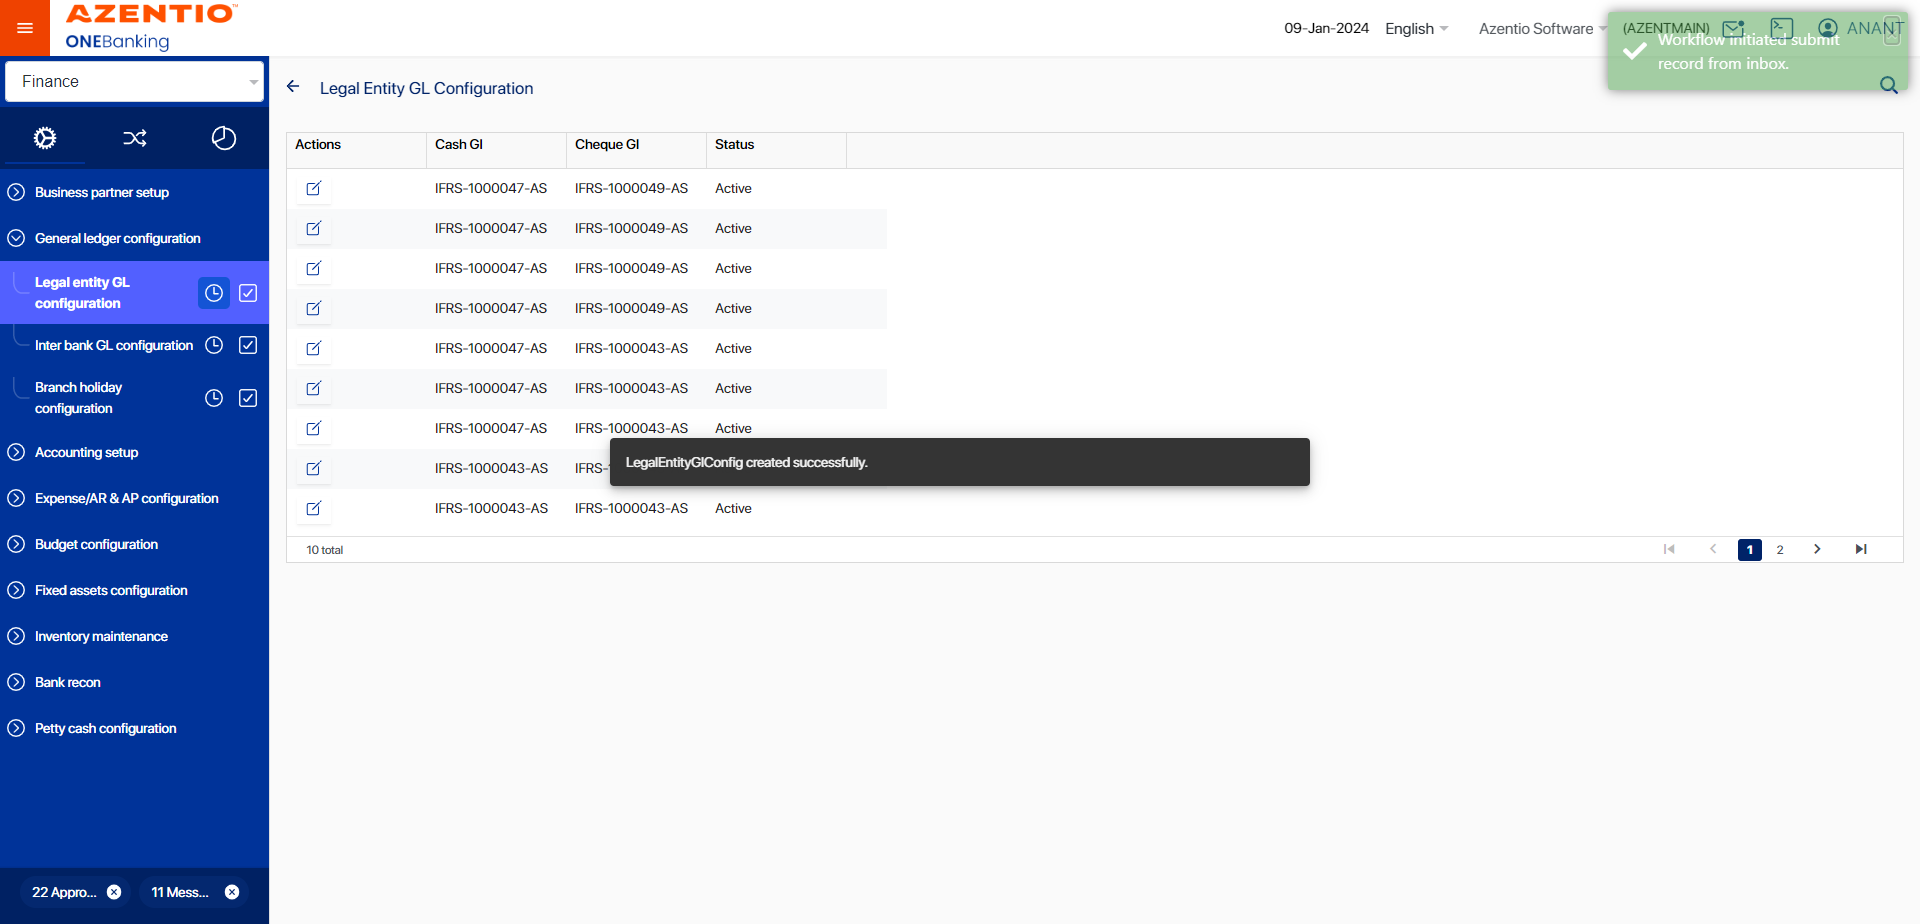 AZENTIO
ONEBanking
09-Jan-2024
English
Azentio Software
(AZENTMAIN)
ANANT
Workflow initiated submit
record from inbox.
Finance
Legal Entity GL Configuration
Business partner setup
General ledger configuration
Legal entity GL
configuration
Inter bank GL configuration
Branch holiday
configuration
Accounting setup
Expense/AR & AP configuration
Budget configuration
Fixed assets configuration
Inventory maintenance
Bank recon
Petty cash configuration
22 Appro...
11 Mess...
Actions Cash Gl Cheque Gl Status
IFRS-1000047-AS IFRS-1000049-AS Active
IFRS-1000047-AS IFRS-1000049-AS Active
IFRS-1000047-AS IFRS-1000049-AS Active
IFRS-1000047-AS IFRS-1000049-AS Active
IFRS-1000047-AS IFRS-1000043-AS Active
IFRS-1000047-AS IFRS-1000043-AS Active
IFRS-1000047-AS IFRS-1000043-AS Active
IFRS-1000043-AS IFRS-
LegalEntityGlConfig created successfully.
IFRS-1000043-AS IFRS-1000043-AS Active
10 total
1 2